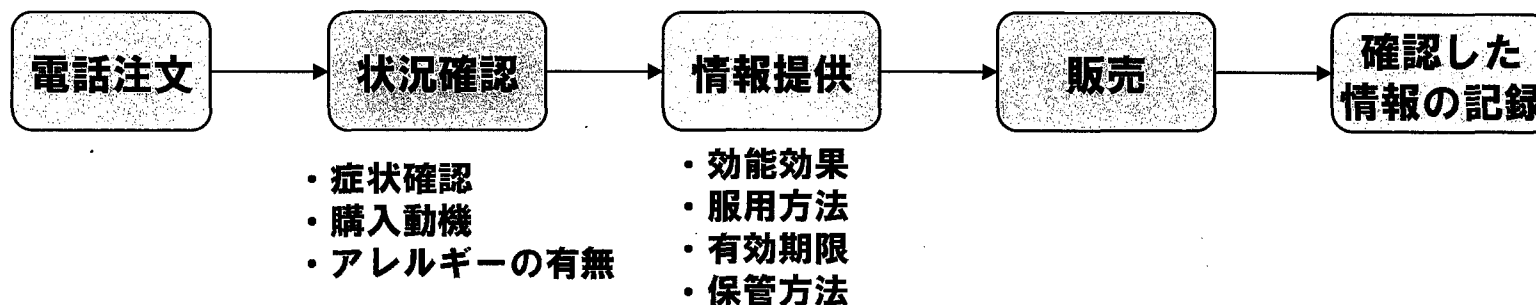 電話注文
状況確認
情報提供
販売
確認した
情報の記録
・症状確認
・購入動機
・アレルギーの有無
・効能効果
・服用方法
・有効期限
・保管方法